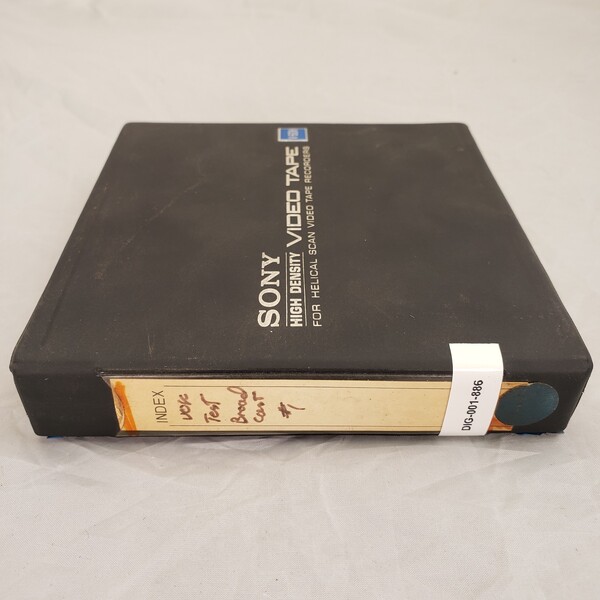 SONY
HIGH DENSITY VIDEO TAPE
FOR HELICAL SCAN VIDEO TAPE RECORDERS
INDEX
Test
Broad
cast
#1
DIG-001-886